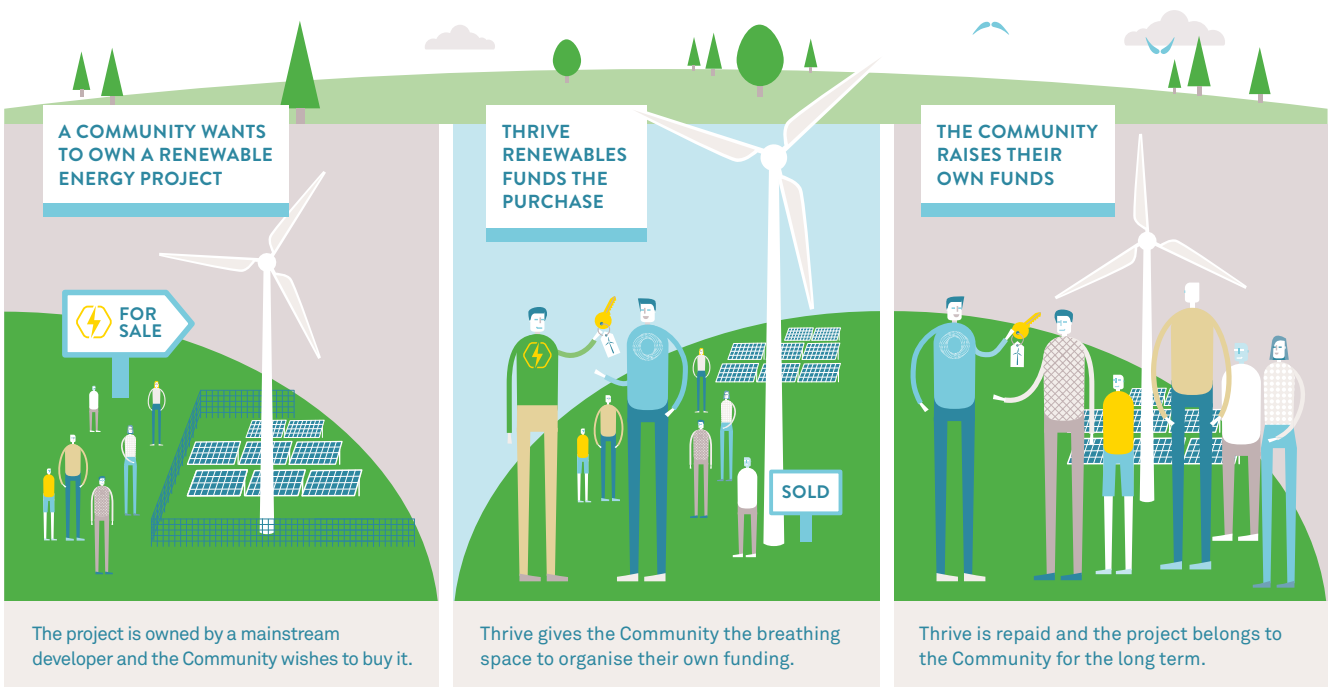 A COMMUNITY WANTS
TO OWN A RENEWABLE
ENERGY PROJECT
FOR
SALE
The project is owned by a mainstream
developer and the Community wishes to buy it.
THRIVE
RENEWABLES
FUNDS THE
PURCHASE
SOLD
Thrive gives the Community the breathing
space to organise their own funding.
THE COMMUNITY
RAISES THEIR
OWN FUNDS
Thrive is repaid and the project belongs to
the Community for the long term.